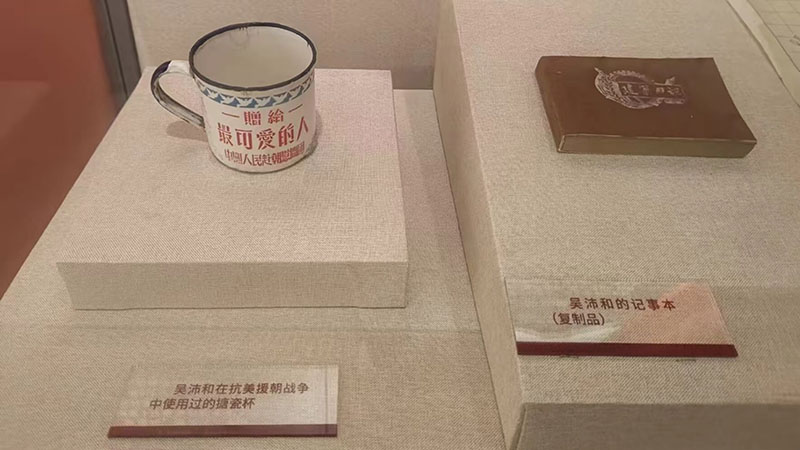 一 赠给 一
最可爱的人
中国人民赴朝慰问团
吴沛和在抗美援朝战争
中使用过的搪瓷杯
吴沛和的记事本
（复制品）